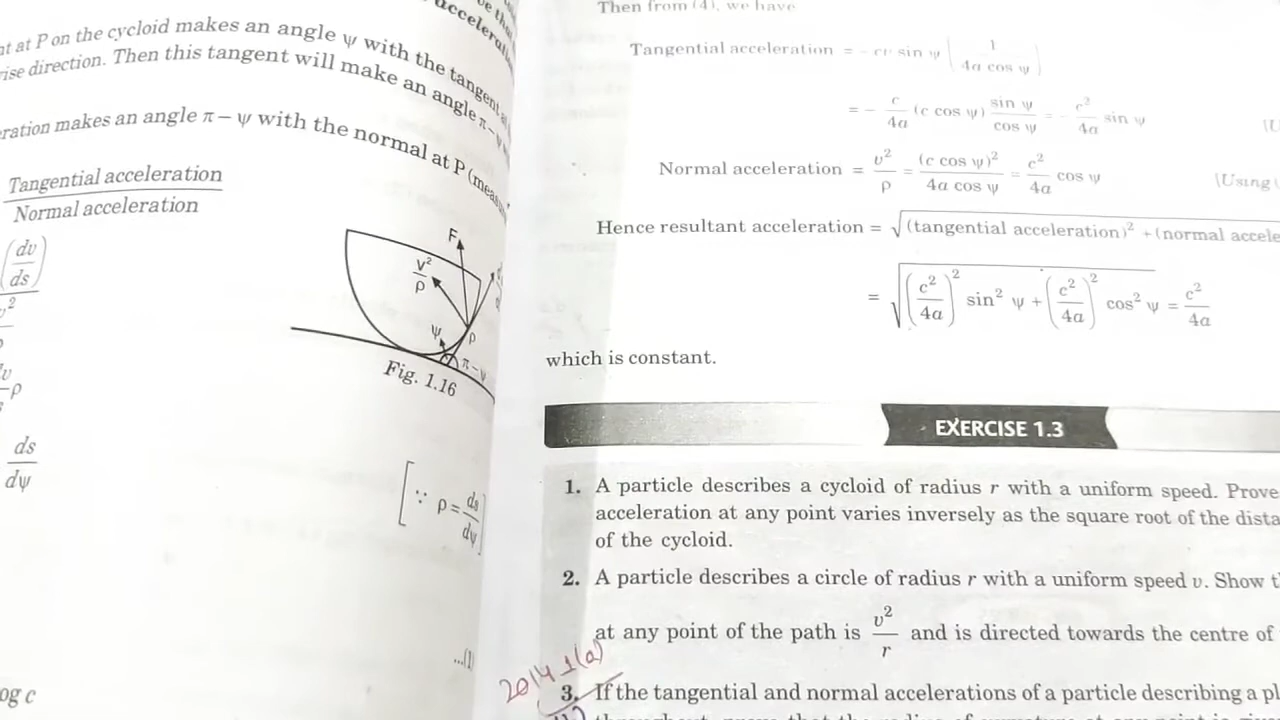 nt at P on the cycloid makes an angle ψ with the tangent
ise direction. Then this tangent will make an angle π –
ration makes an angle π – ψ with the normal at P
Tangential acceleration
Normal acceleration
(dv/ds)
F
v²/ρ
ψ
ρ
π – ψ
Fig. 1.16
ds/dψ
[∵ ρ = ds/dψ]
...(1)
og c
Then from (4), we have
Tangential acceleration = – cv sin ψ (1/4a cos ψ)
= – c/4a (c cos ψ) sin ψ/cos ψ = – c²/4a sin ψ
Normal acceleration = v²/ρ = (c cos ψ)²/4a cos ψ = c²/4a cos ψ [Using
Hence resultant acceleration = √(tangential acceleration)² + (normal accele
= √(c²/4a)² sin² ψ + (c²/4a)² cos² ψ = c²/4a
which is constant.
EXERCISE 1.3
1. A particle describes a cycloid of radius r with a uniform speed. Prove
acceleration at any point varies inversely as the square root of the dista
of the cycloid.
2. A particle describes a circle of radius r with a uniform speed v. Show t
at any point of the path is v²/r and is directed towards the centre of
2014 1(a)
3. If the tangential and normal accelerations of a particle describing a pl